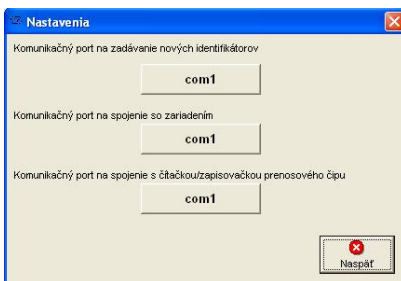 Nastavenia
Komunikačný port na zadávanie nových identifikátorov
com1
Komunikačný port na spojenie so zariadením
com1
Komunikačný port na spojenie s čítačkou/zapisovačkou prenosového čipu
com1
Naspäť